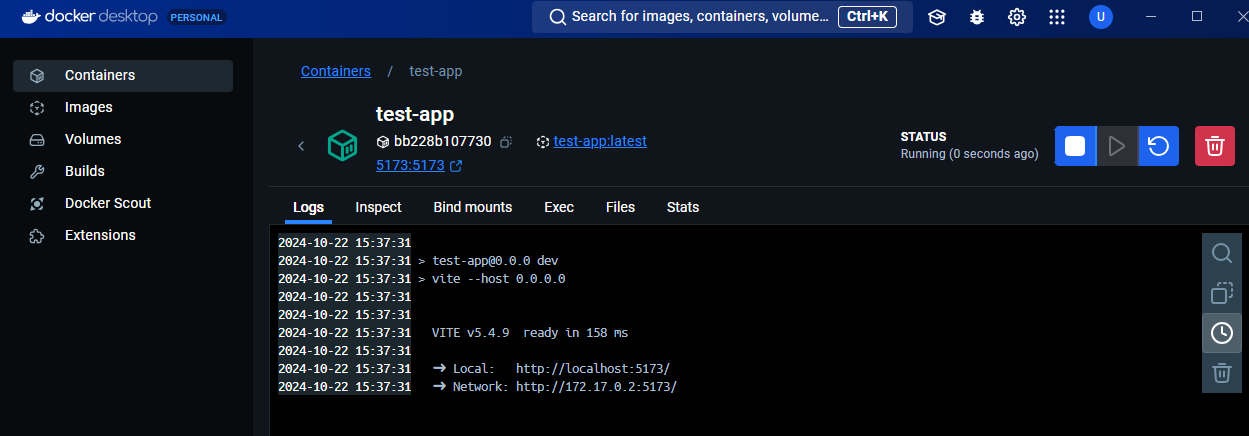 docker desktop PERSONAL
Search for images, containers, volume... Ctrl+K
U
Containers
Images
Volumes
Builds
Docker Scout
Extensions
Containers / test-app
test-app
bb228b107730 test-app:latest
5173:5173
STATUS
Running (0 seconds ago)
Logs Inspect Bind mounts Exec Files Stats
2024-10-22 15:37:31
2024-10-22 15:37:31 > test-app@0.0.0 dev
2024-10-22 15:37:31 > vite --host 0.0.0.0
2024-10-22 15:37:31
2024-10-22 15:37:31
2024-10-22 15:37:31 VITE v5.4.9 ready in 158 ms
2024-10-22 15:37:31
2024-10-22 15:37:31 ➜ Local: http://localhost:5173/
2024-10-22 15:37:31 ➜ Network: http://172.17.0.2:5173/